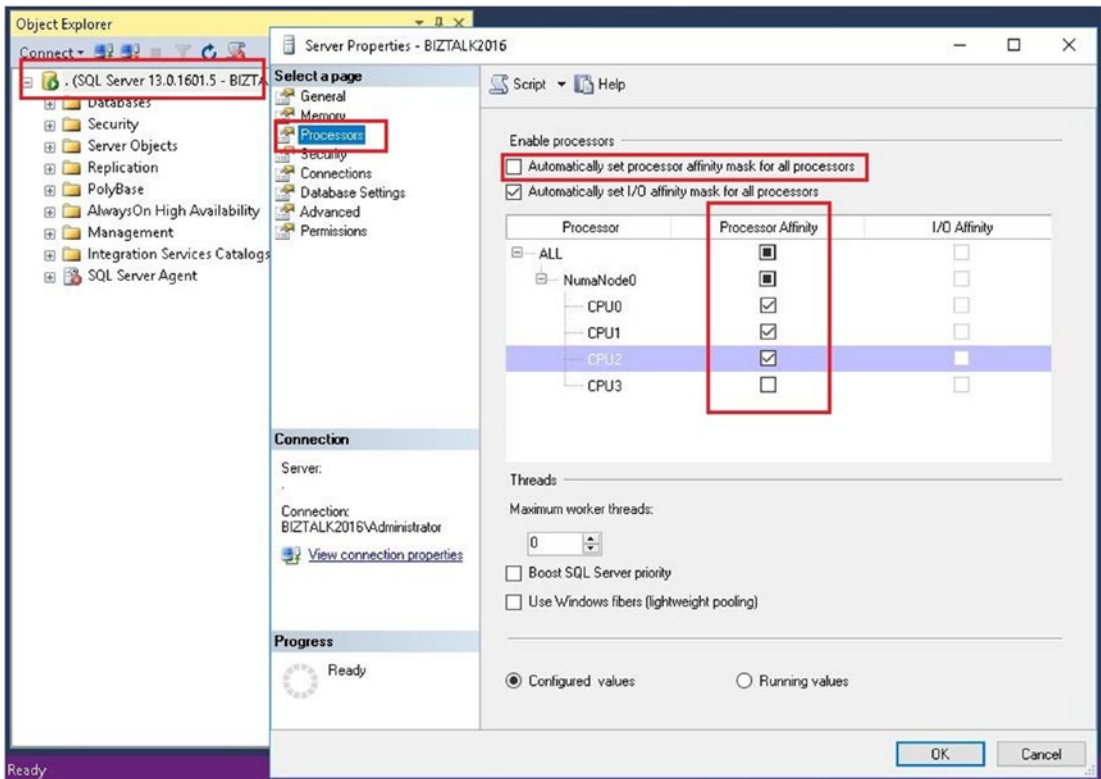 Object Explorer
Connect
. (SQL Server 13.0.1601.5 - BIZTA
Databases
Security
Server Objects
Replication
PolyBase
AlwaysOn High Availability
Management
Integration Services Catalogs
SQL Server Agent
Ready
Server Properties - BIZTALK2016
Select a page
General
Memory
Processors
Security
Connections
Database Settings
Advanced
Permissions
Connection
Server:
.
Connection:
BIZTALK2016\Administrator
View connection properties
Progress
Ready
Script Help
Enable processors
Automatically set processor affinity mask for all processors
Automatically set I/O affinity mask for all processors
Processor Processor Affinity I/O Affinity
ALL
NumaNode0
CPU0
CPU1
CPU2
CPU3
Threads
Maximum worker threads:
0
Boost SQL Server priority
Use Windows fibers (lightweight pooling)
Configured values Running values
OK Cancel